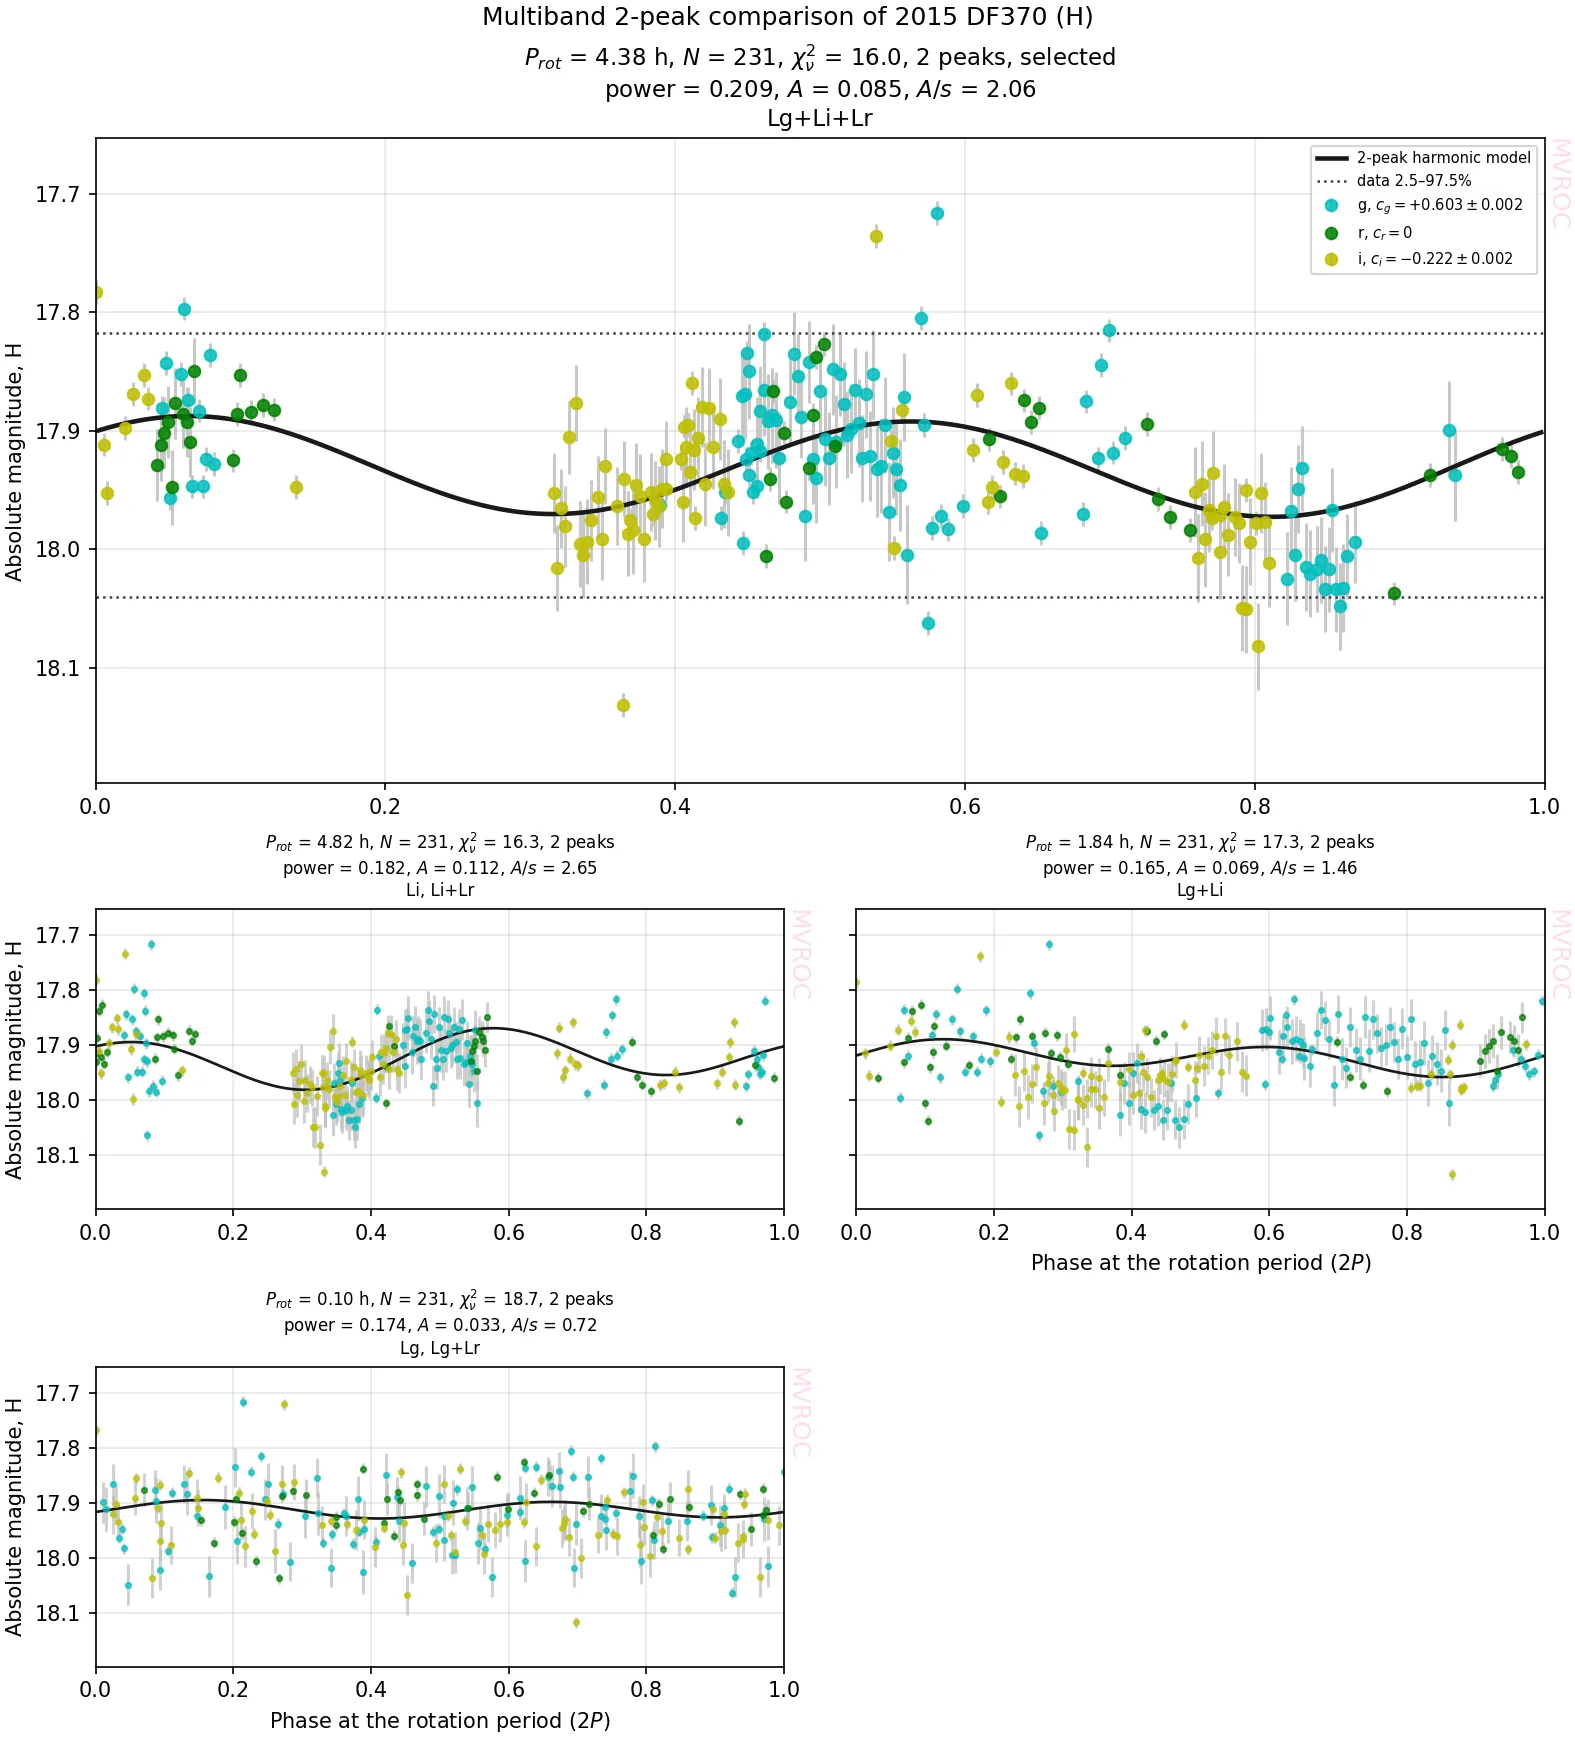 Multiband 2-peak comparison of 2015 DF370 (H)
P_rot = 4.38 h, N = 231, χ²_ν = 16.0, 2 peaks, selected
power = 0.209, A = 0.085, A/s = 2.06
Lg+Li+Lr
MVROC
2-peak harmonic model
data 2.5–97.5%
g, c_g = +0.603 ± 0.002
r, c_r = 0
i, c_i = −0.222 ± 0.002
Absolute magnitude, H
17.7
17.8
17.9
18.0
18.1
0.0 0.2 0.4 0.6 0.8 1.0
P_rot = 4.82 h, N = 231, χ²_ν = 16.3, 2 peaks
power = 0.182, A = 0.112, A/s = 2.65
Li, Li+Lr
MVROC
Absolute magnitude, H
17.7
17.8
17.9
18.0
18.1
0.0 0.2 0.4 0.6 0.8 1.0
P_rot = 1.84 h, N = 231, χ²_ν = 17.3, 2 peaks
power = 0.165, A = 0.069, A/s = 1.46
Lg+Li
MVROC
0.0 0.2 0.4 0.6 0.8 1.0
Phase at the rotation period (2P)
P_rot = 0.10 h, N = 231, χ²_ν = 18.7, 2 peaks
power = 0.174, A = 0.033, A/s = 0.72
Lg, Lg+Lr
MVROC
Absolute magnitude, H
17.7
17.8
17.9
18.0
18.1
0.0 0.2 0.4 0.6 0.8 1.0
Phase at the rotation period (2P)